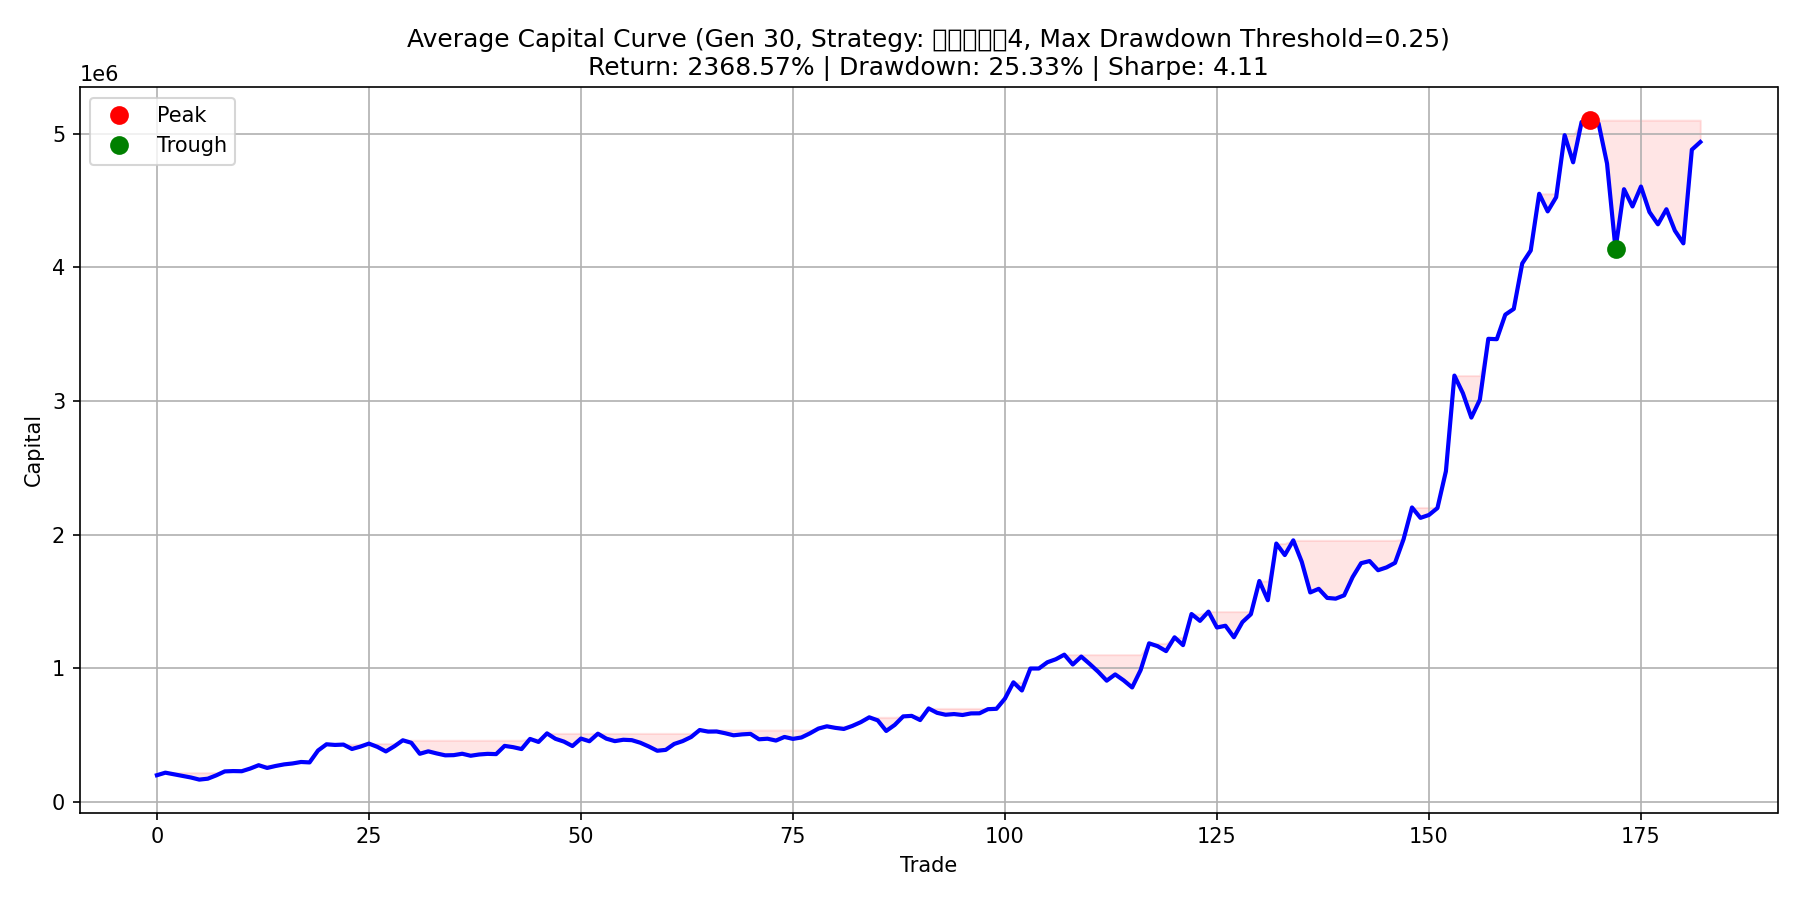 Average Capital Curve (Gen 30, Strategy: 4, Max Drawdown Threshold=0.25)
Return: 2368.57% | Drawdown: 25.33% | Sharpe: 4.11
1e6
Peak
Trough
5
4
3
2
1
0
Capital
0 25 50 75 100 125 150 175
Trade